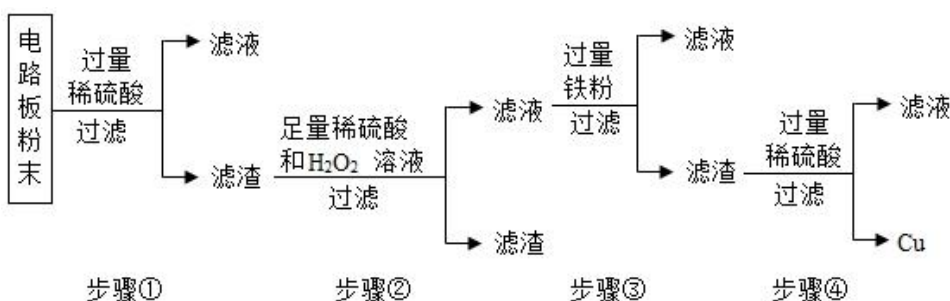 电路板粉末
过量
稀硫酸
过滤
滤液
滤渣
足量稀硫酸
和H₂O₂ 溶液
过滤
滤液
滤渣
过量
铁粉
过滤
滤液
滤渣
过量
稀硫酸
过滤
滤液
Cu
步骤①
步骤②
步骤③
步骤④